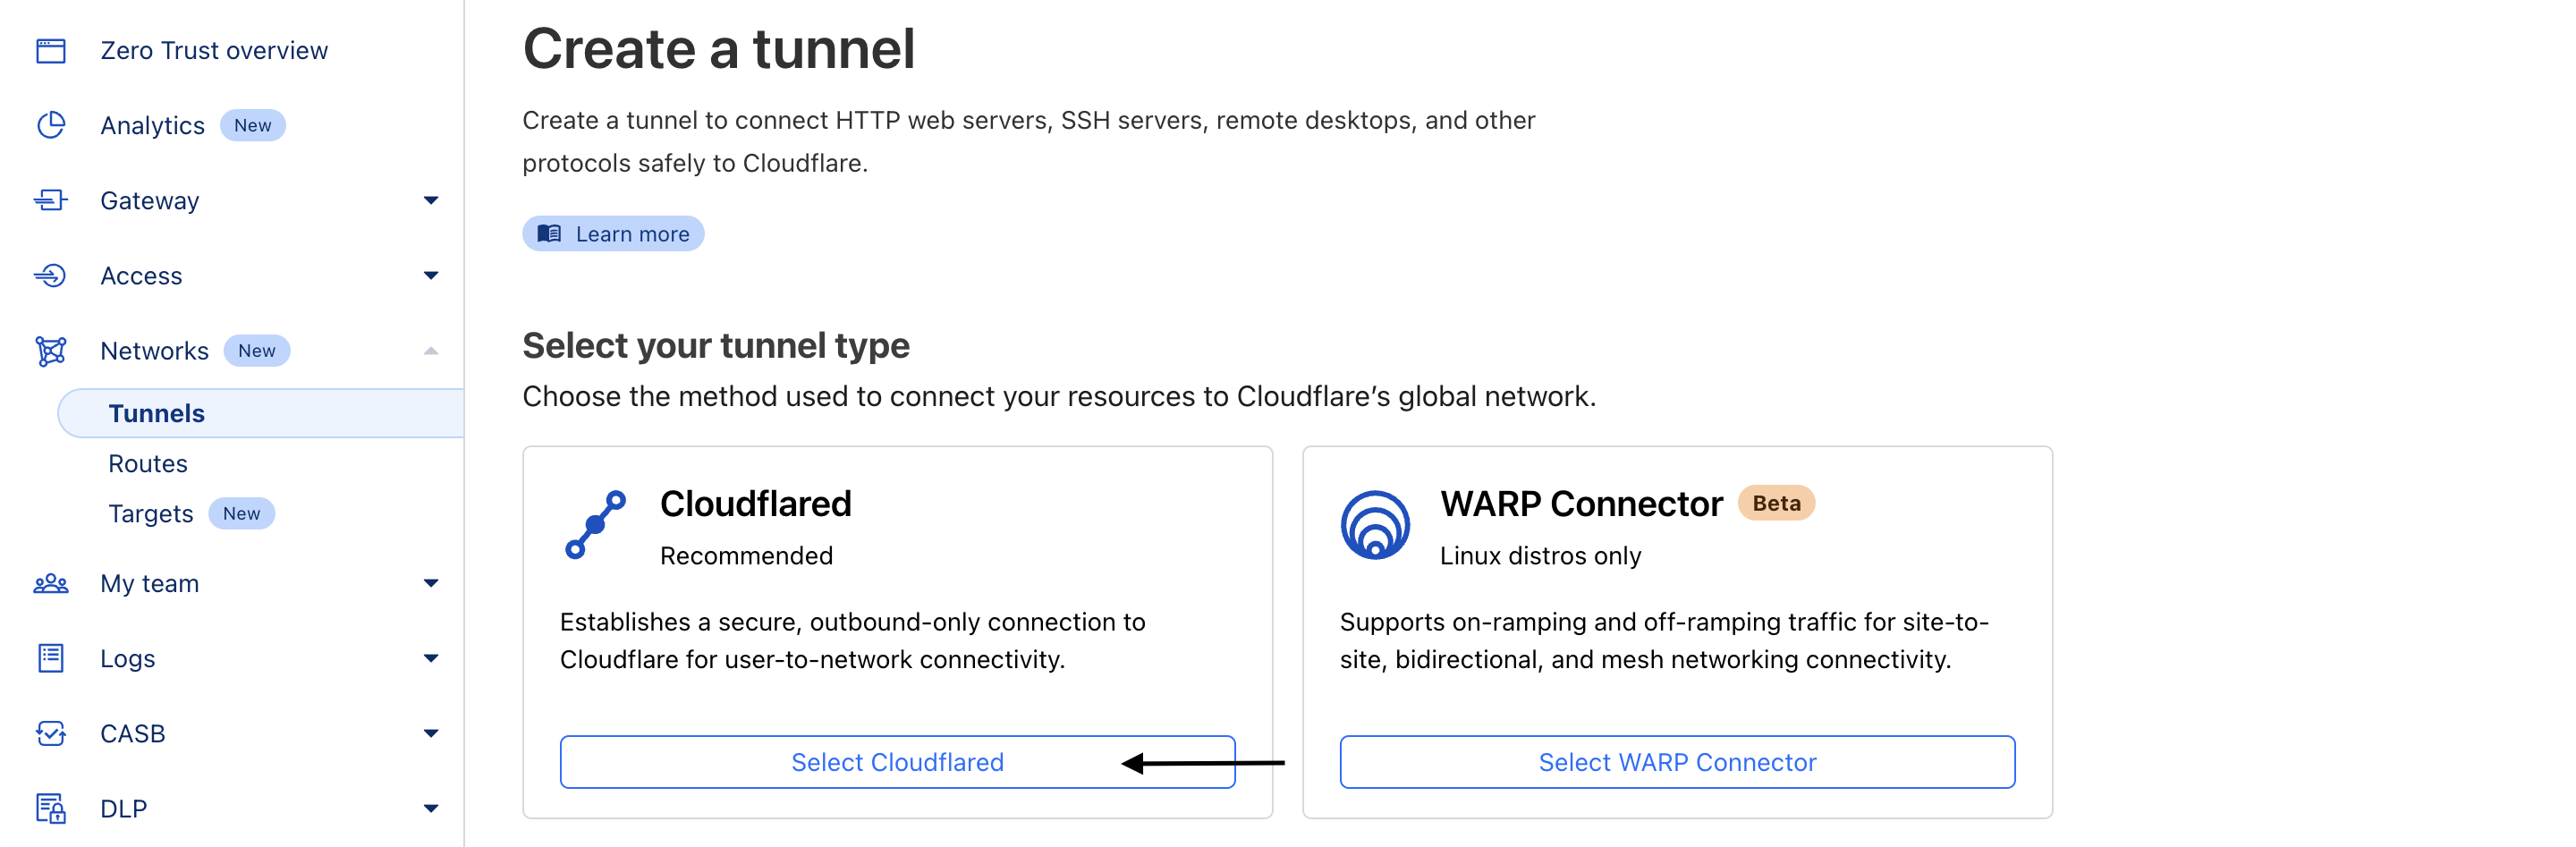 Zero Trust overview
Analytics New
Gateway
Access
Networks New
Tunnels
Routes
Targets New
My team
Logs
CASB
DLP
Create a tunnel
Create a tunnel to connect HTTP web servers, SSH servers, remote desktops, and other
protocols safely to Cloudflare.
Learn more
Select your tunnel type
Choose the method used to connect your resources to Cloudflare’s global network.
Cloudflared
Recommended
Establishes a secure, outbound-only connection to
Cloudflare for user-to-network connectivity.
Select Cloudflared
WARP Connector Beta
Linux distros only
Supports on-ramping and off-ramping traffic for site-to-
site, bidirectional, and mesh networking connectivity.
Select WARP Connector